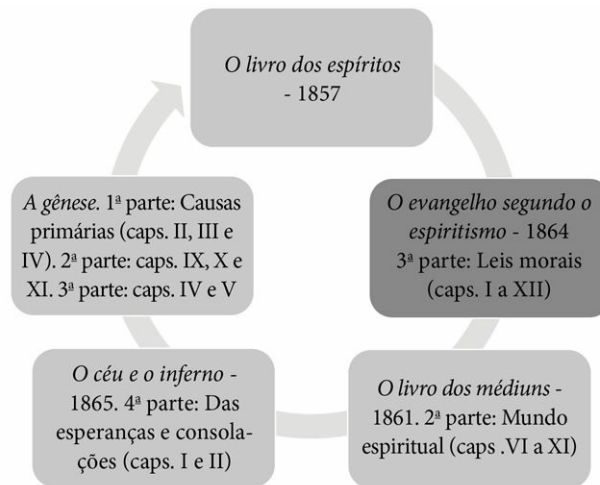 O livro dos espíritos
- 1857
O evangelho segundo o
espiritismo - 1864
3ª parte: Leis morais
(caps. I a XII)
O livro dos médiuns -
1861. 2ª parte: Mundo
espiritual (caps .VI a XI)
O céu e o inferno -
1865. 4ª parte: Das
esperanças e consola-
ções (caps. I e II)
A gênese. 1ª parte: Causas
primárias (caps. II, III e
IV). 2ª parte: caps. IX, X e
XI. 3ª parte: caps. IV e V